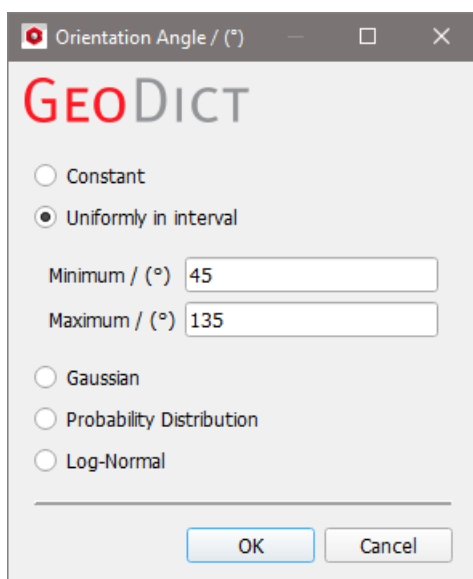 Orientation Angle / (°)
GEODICT
Constant
Uniformly in interval
Minimum / (°) 45
Maximum / (°) 135
Gaussian
Probability Distribution
Log-Normal
OK Cancel